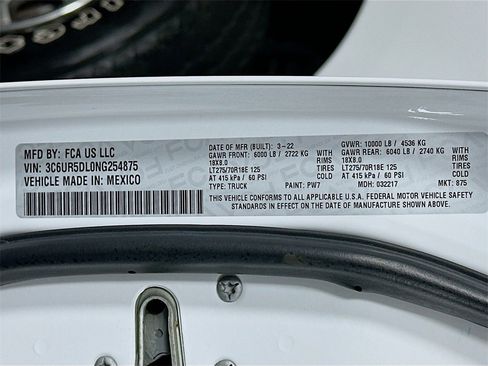 MFD BY: FCA US LLC
VIN: 3C6UR5DL0NG254875
VEHICLE MADE IN: MEXICO
DATE OF MFR (BUILT): 3-22
GVWR: 10000 LB / 4536 KG
GAWR FRONT: 6000 LB / 2722 KG
GAWR REAR: 6040 LB / 2740 KG
18X8.0
TIRES
18X8.0
TIRES
LT275/70R18E 125
LT275/70R18E 125
AT 415 kPa / 60 PSI
COLD
AT 415 kPa / 60 PSI
COLD
TYPE: TRUCK
PAINT: PW7
MDH: 032217
MKT: 875
THIS VEHICLE CONFORMS TO ALL APPLICABLE U.S.A. FEDERAL MOTOR VEHICLE SAFETY
STANDARDS IN EFFECT ON THE DATE OF MANUFACTURE SHOWN ABOVE.